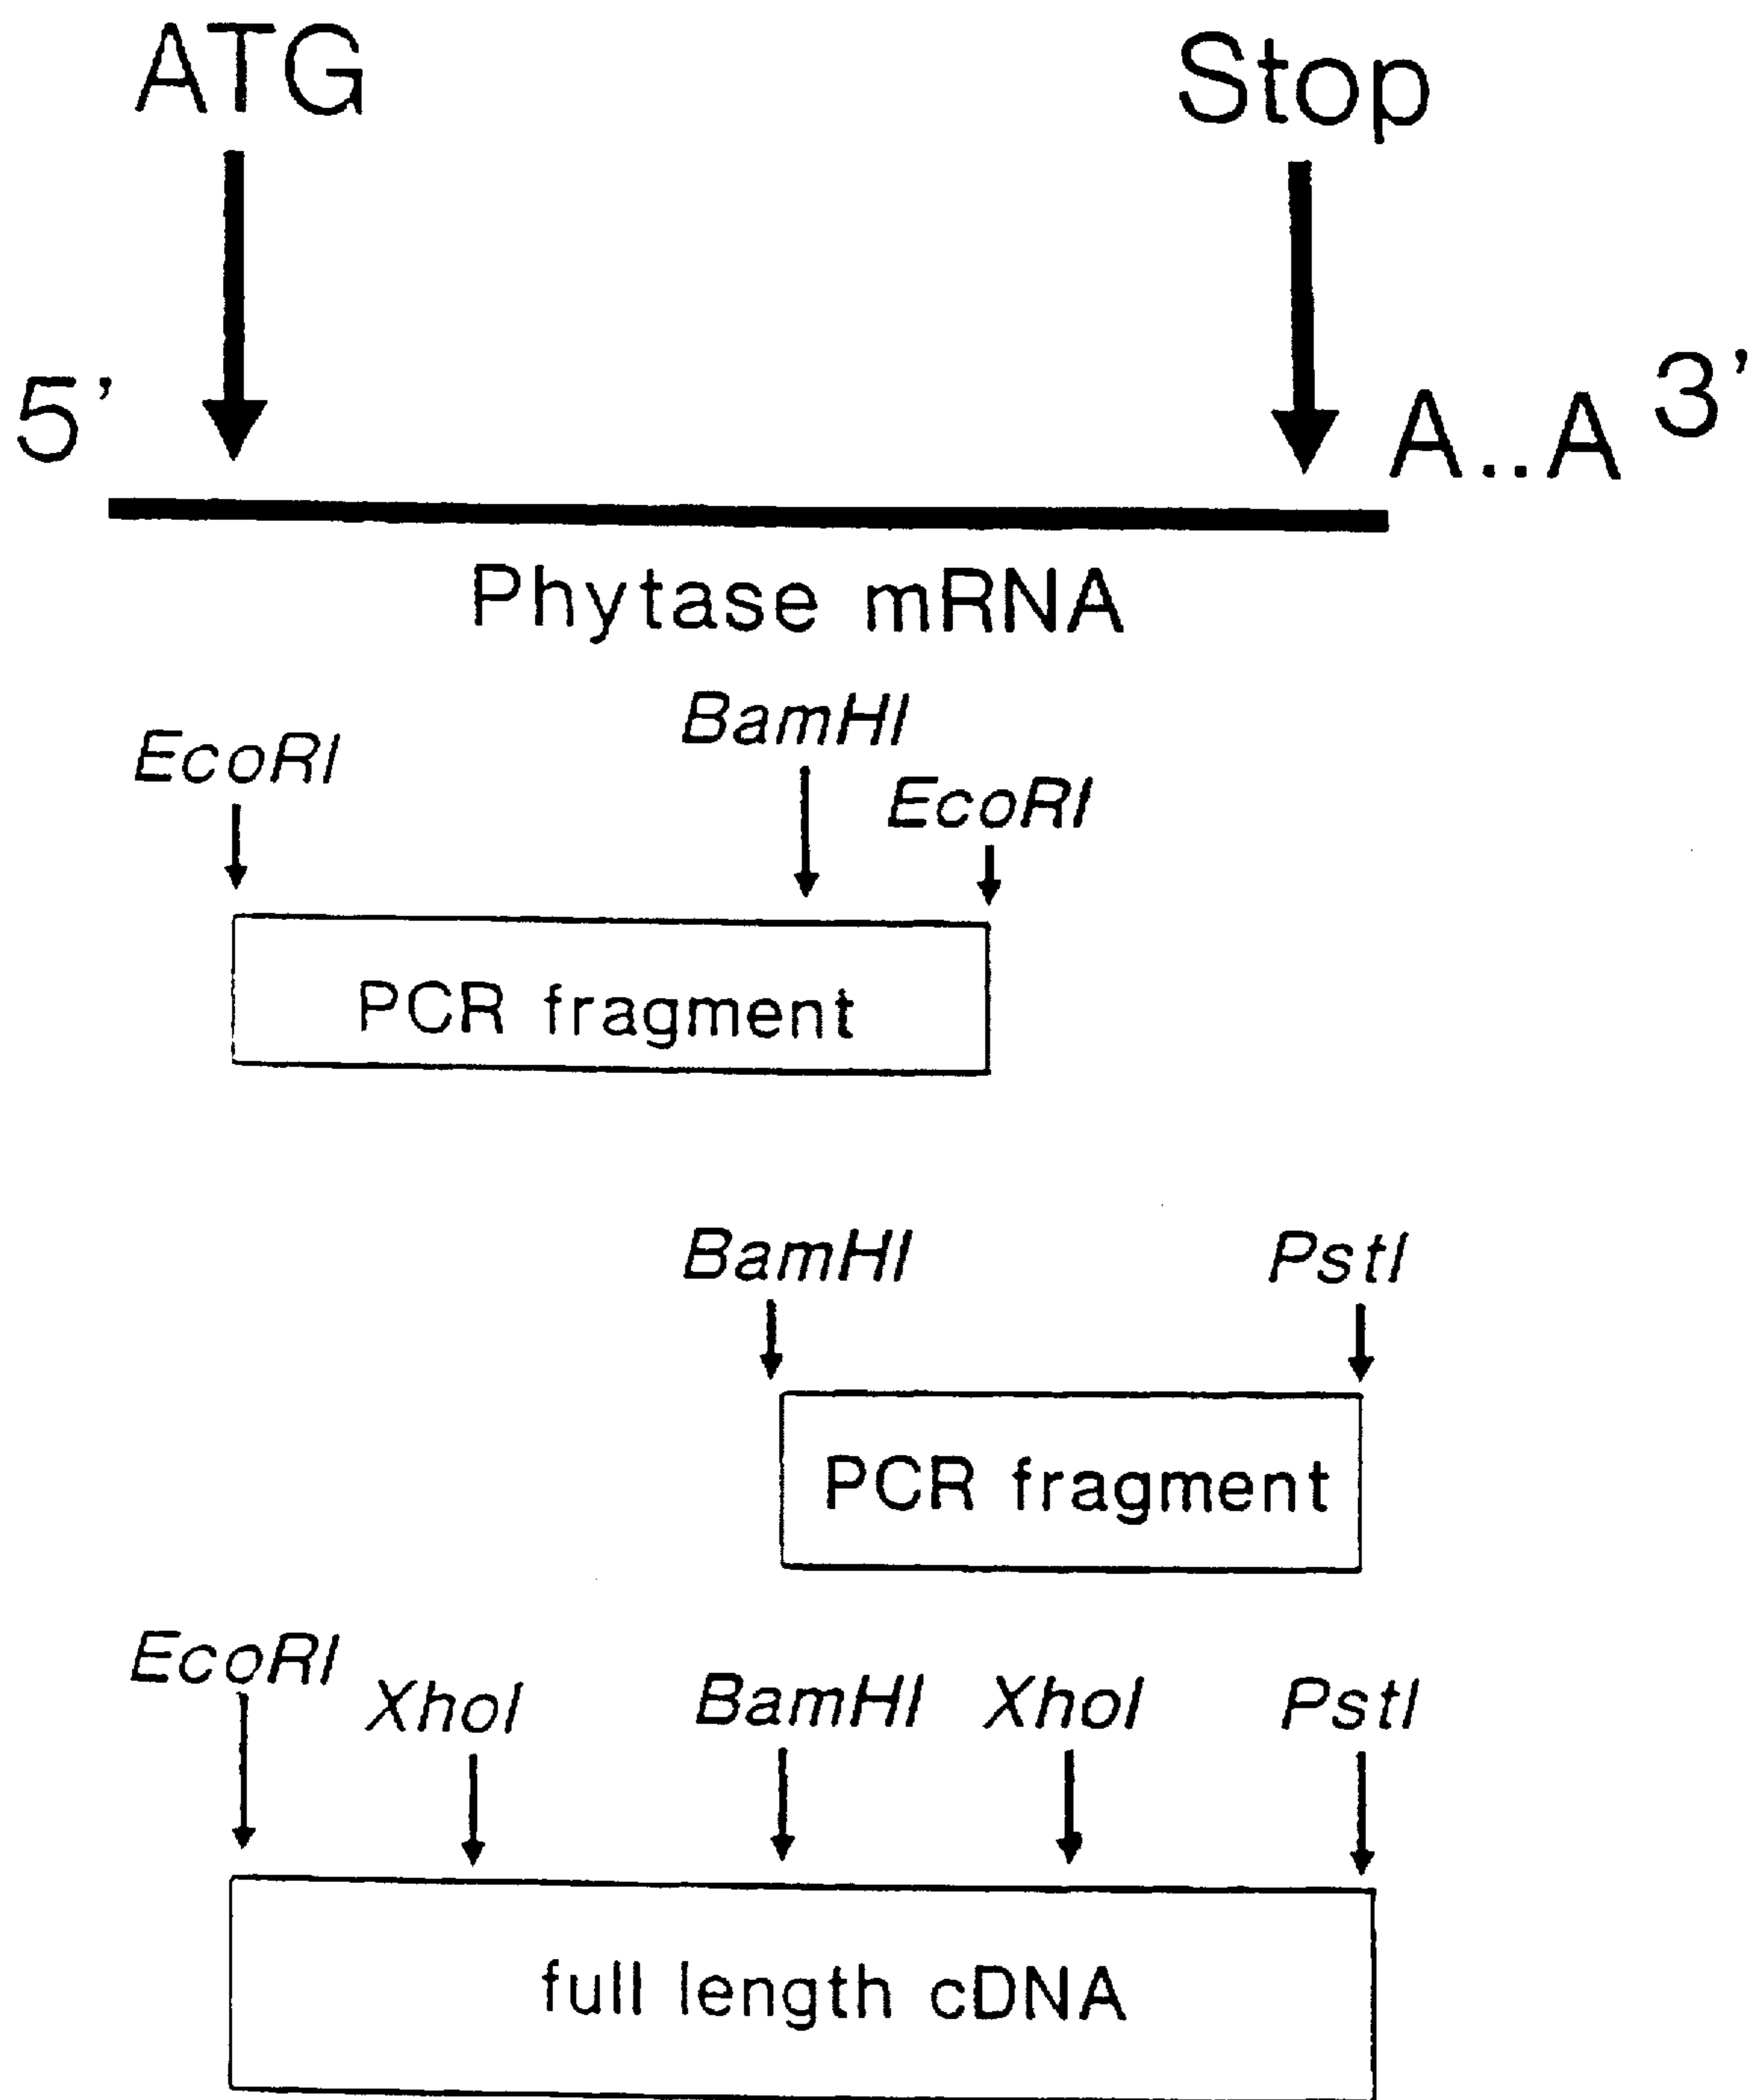 ATG Stop
5' A..A 3'
Phytase mRNA
EcoRI BamHI EcoRI
PCR fragment
BamHI PstI
PCR fragment
EcoRI XhoI BamHI XhoI PstI
full length cDNA